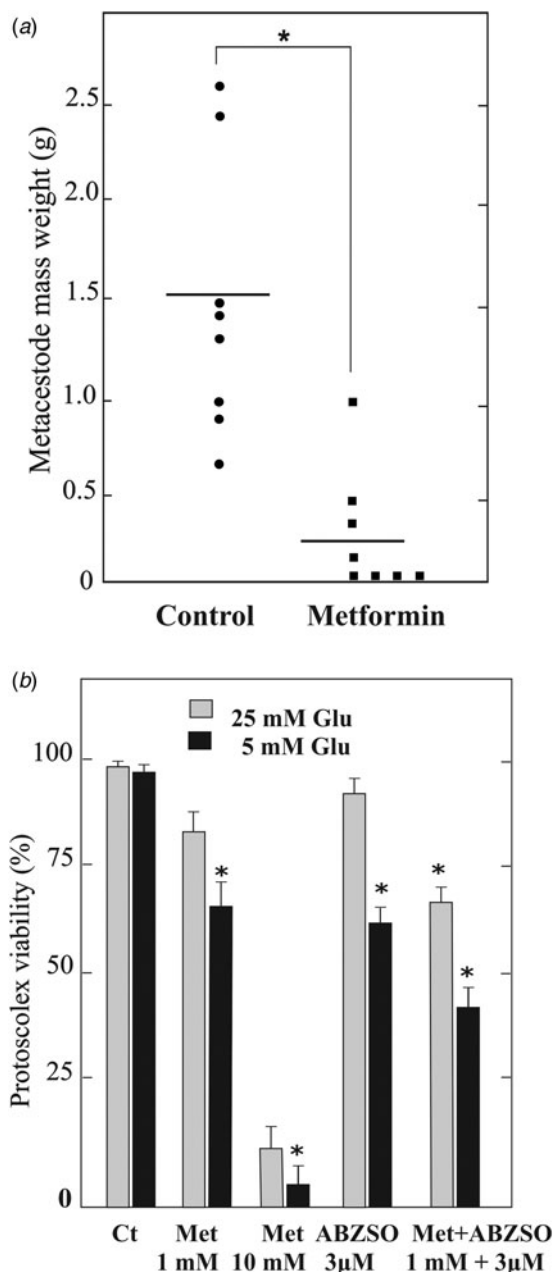 (a)
*
Metacestode mass weight (g)
2.5
2.0
1.5
1.0
0.5
0
Control Metformin
(b)
25 mM Glu
5 mM Glu
Protoscolex viability (%)
100
75
50
25
0
*
*
*
*
*
Ct Met Met ABZSO Met+ABZSO
1 mM 10 mM 3μM 1 mM + 3μM